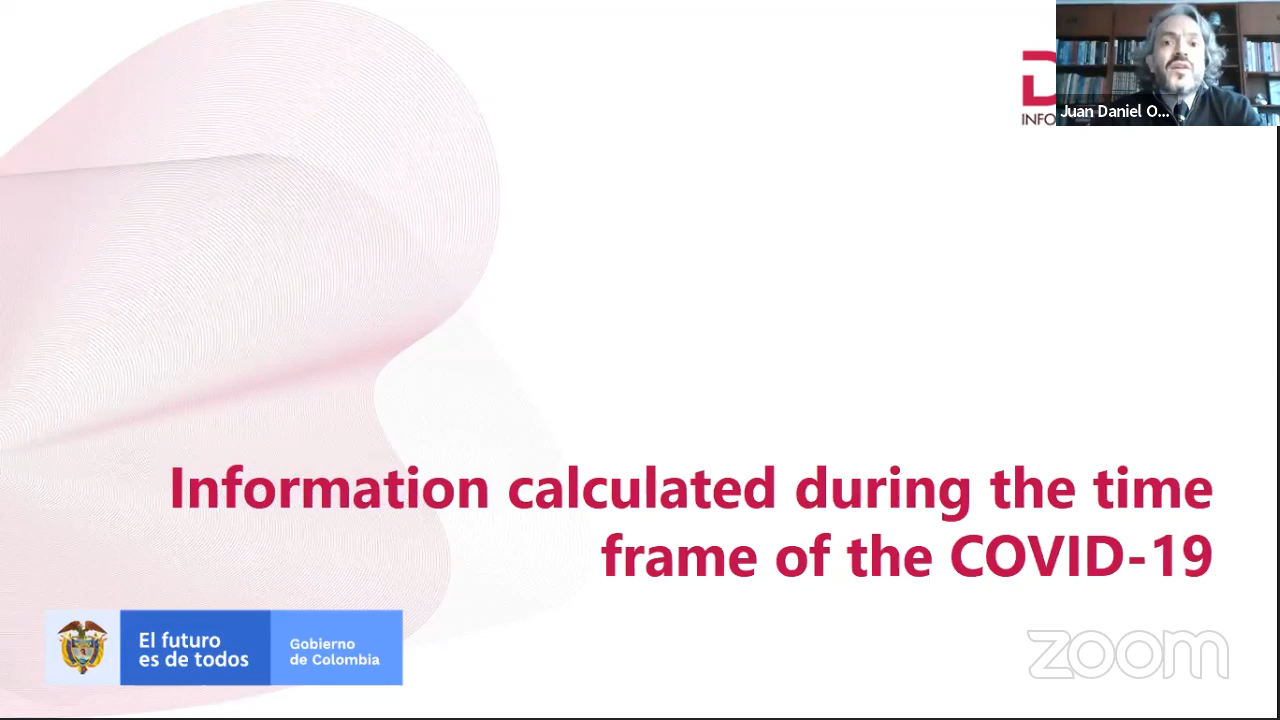 INFO
Juan Daniel O...
Information calculated during the time
frame of the COVID-19
El futuro
es de todos
Gobierno
de Colombia
zoom